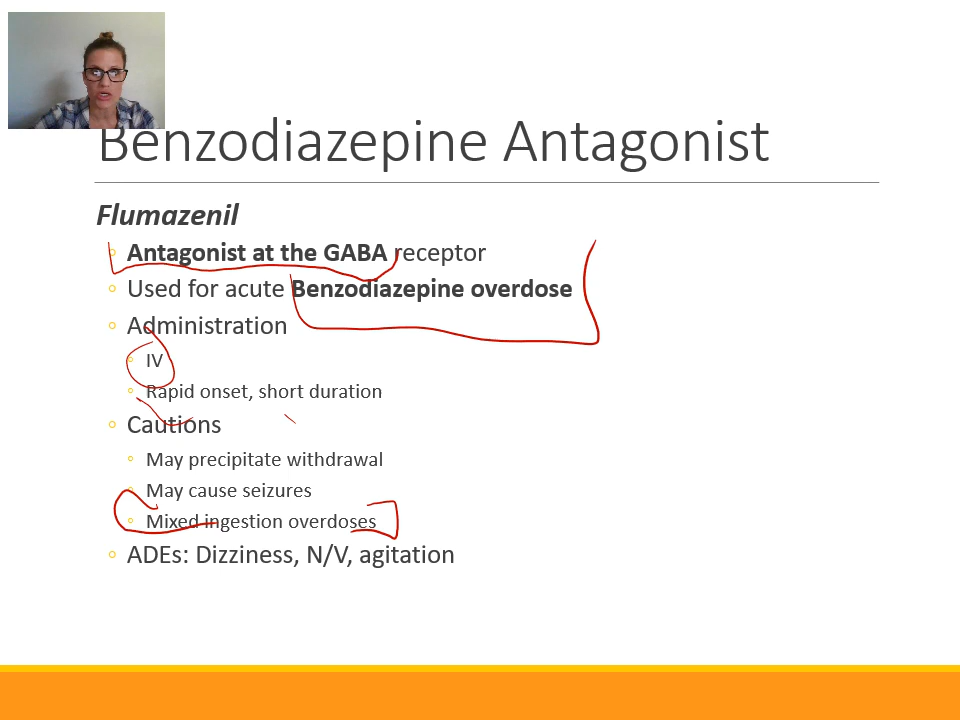 Benzodiazepine Antagonist
Flumazenil
Antagonist at the GABA receptor
Used for acute Benzodiazepine overdose
Administration
IV
Rapid onset, short duration
Cautions
May precipitate withdrawal
May cause seizures
Mixed ingestion overdoses
ADEs: Dizziness, N/V, agitation